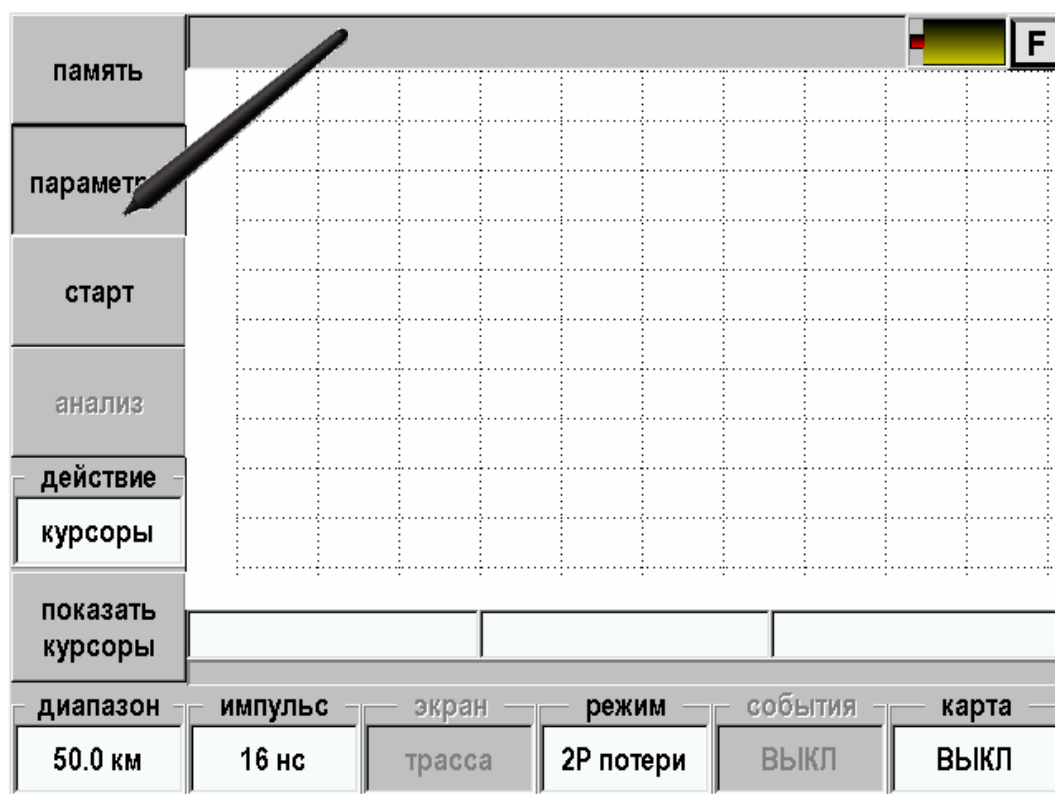 память
F
параметр
старт
анализ
действие
курсоры
показать
курсоры
диапазон
импульс
экран
режим
события
карта
50.0 км
16 нс
трасса
2Р потери
ВЫКЛ
ВЫКЛ